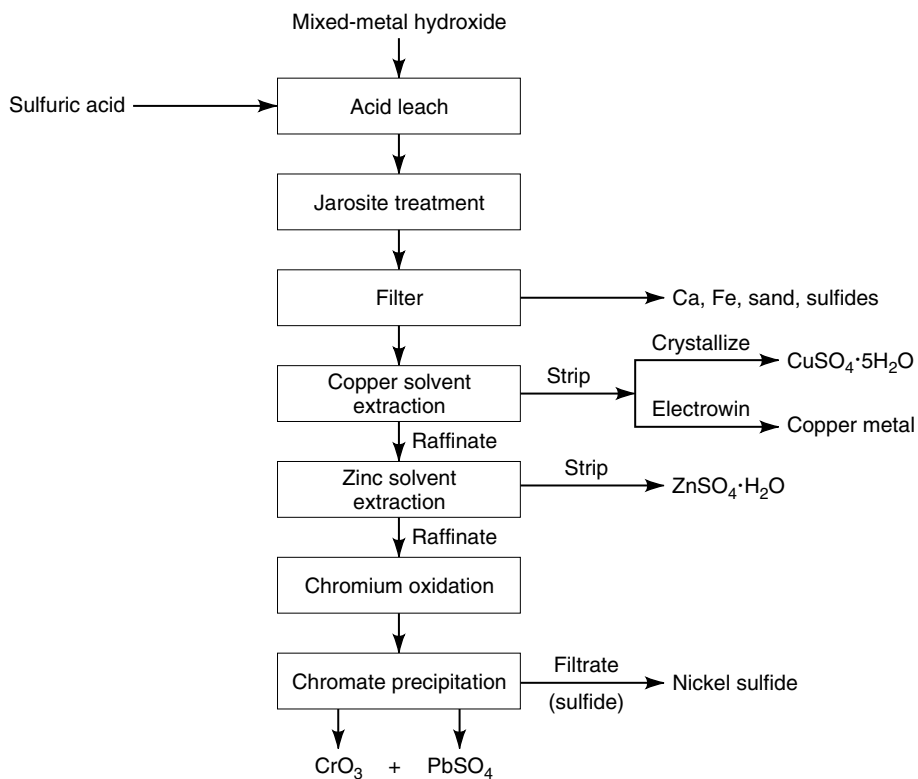 Mixed-metal hydroxide
Sulfuric acid
Acid leach
Jarosite treatment
Filter
Ca, Fe, sand, sulfides
Copper solvent
extraction
Strip
Crystallize
CuSO₄·5H₂O
Electrowin
Copper metal
Raffinate
Zinc solvent
extraction
Strip
ZnSO₄·H₂O
Raffinate
Chromium oxidation
Chromate precipitation
Filtrate
(sulfide)
Nickel sulfide
CrO₃ + PbSO₄